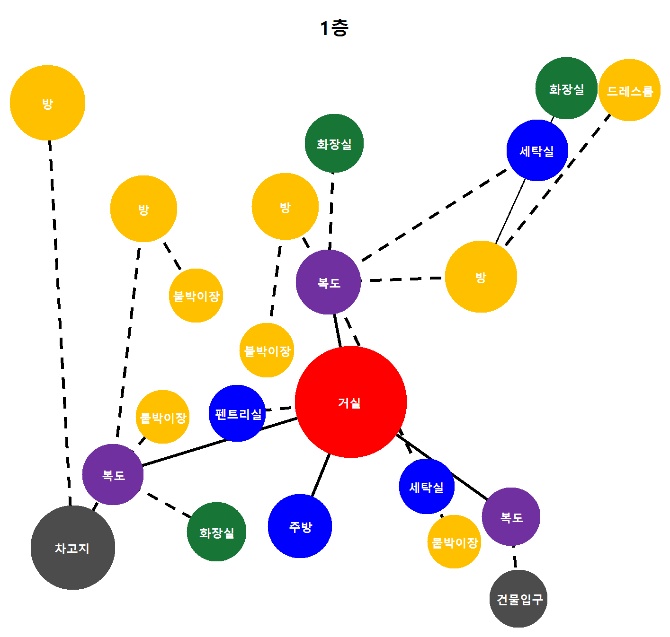 1층
방
화장실
드레스룸
화장실
세탁실
방
방
복도
방
붙박이장
붙박이장
거실
붙박이장
펜트리실
복도
세탁실
복도
주방
화장실
붙박이장
차고지
건물입구